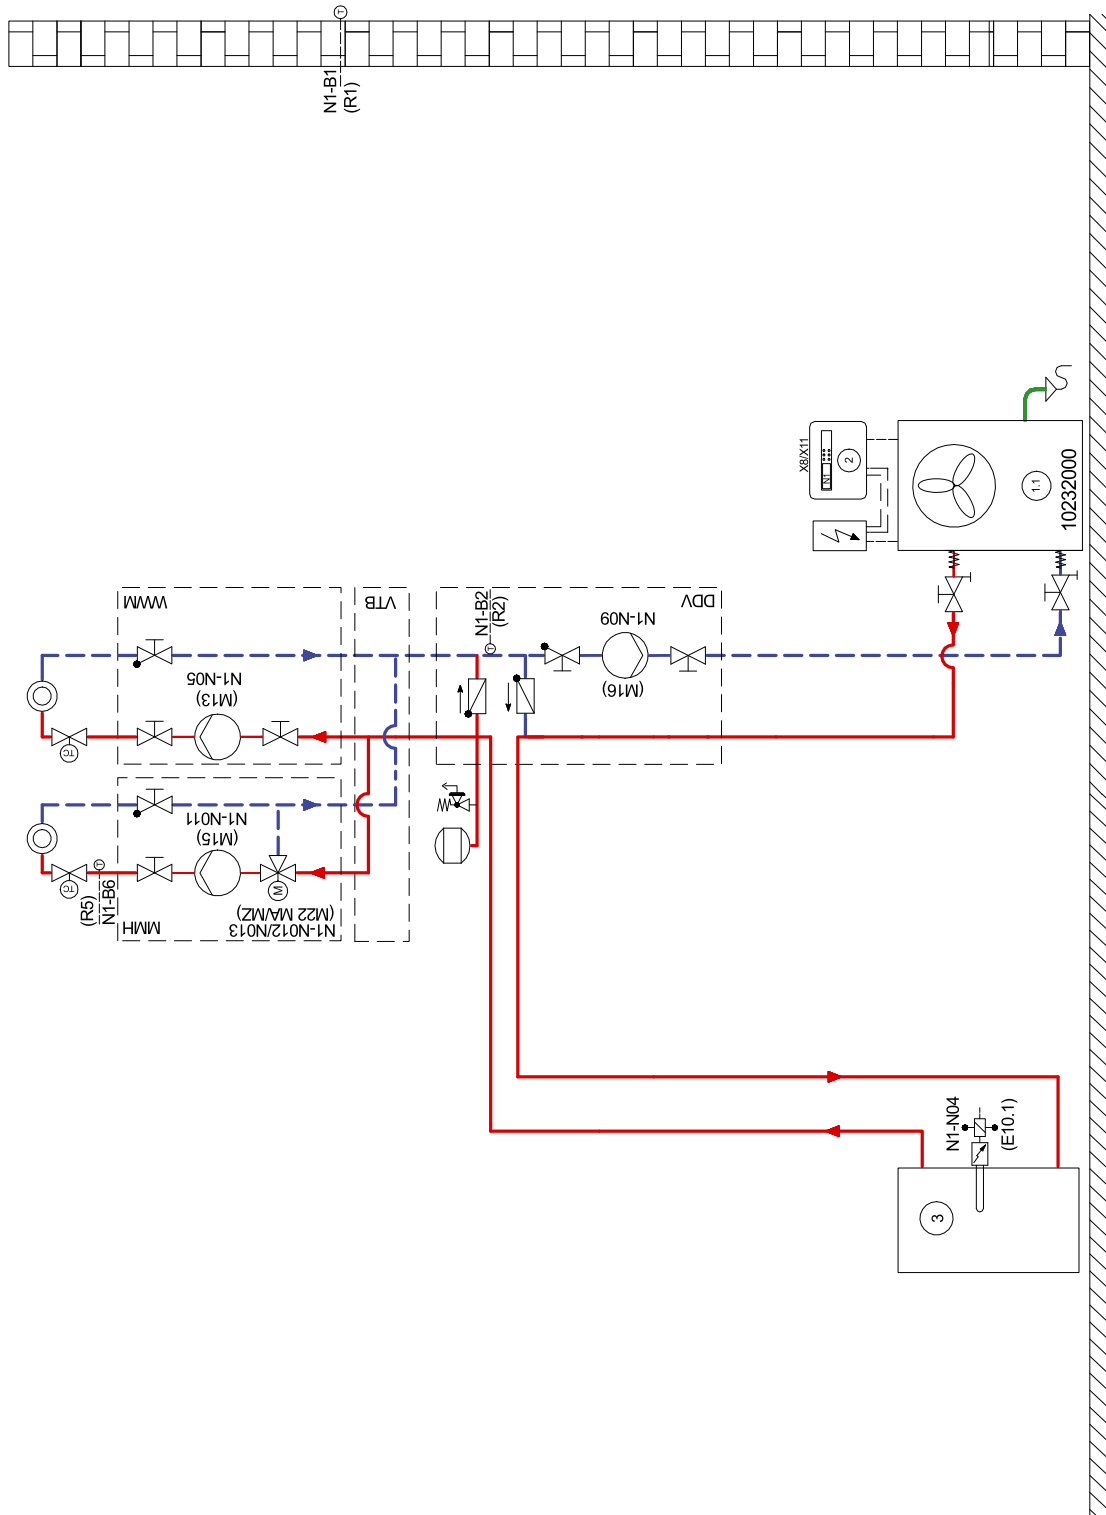 T
N1-B1
(R1)
X8/X11
N1
2
1.1
10232000
WWM
N1-N05
(M13)
VTB
N1-B2
(R2)
T
DDV
N1-N09
(M16)
MMH
N1-N011
(M15)
T
(R5)
N1-B6
M
N1-N012/N013
(M22 MA/MZ)
N1-N04
(E10.1)
3